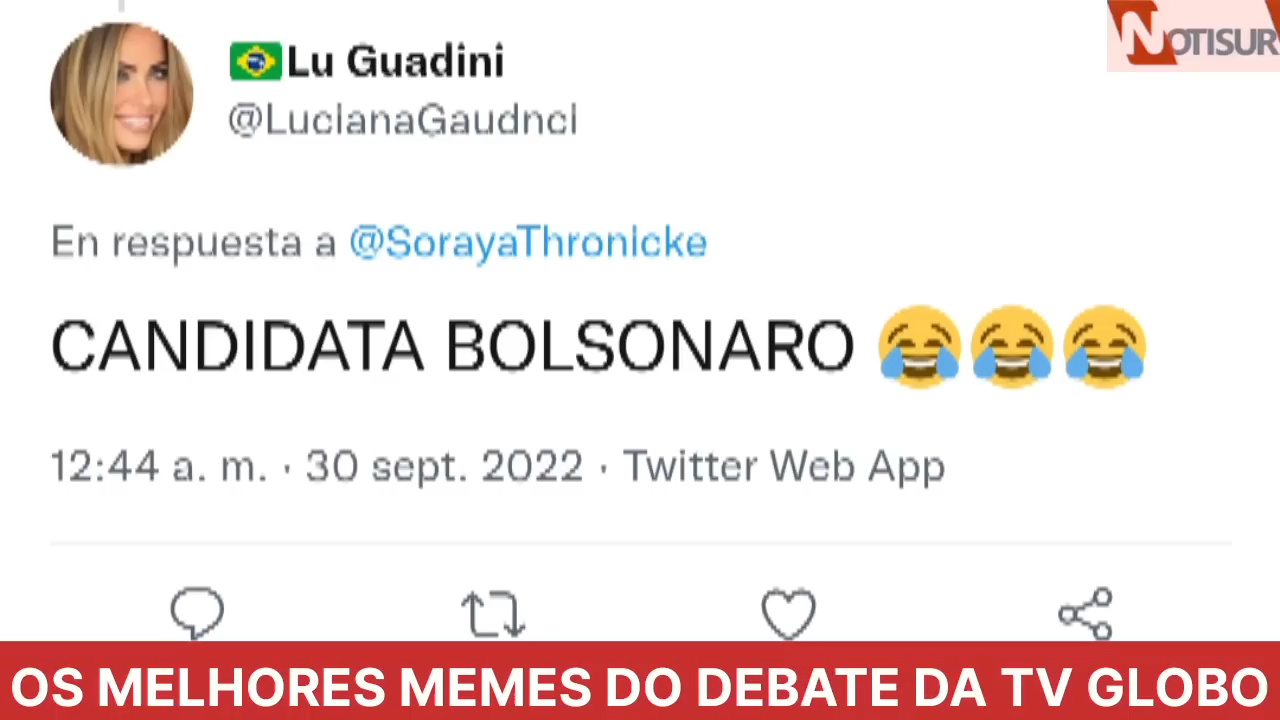 NOTISUR
Lu Guadini
@LucianaGaudnci
En respuesta a @SorayaThronicke
CANDIDATA BOLSONARO 😂😂😂
12:44 a. m. · 30 sept. 2022 · Twitter Web App
OS MELHORES MEMES DO DEBATE DA TV GLOBO